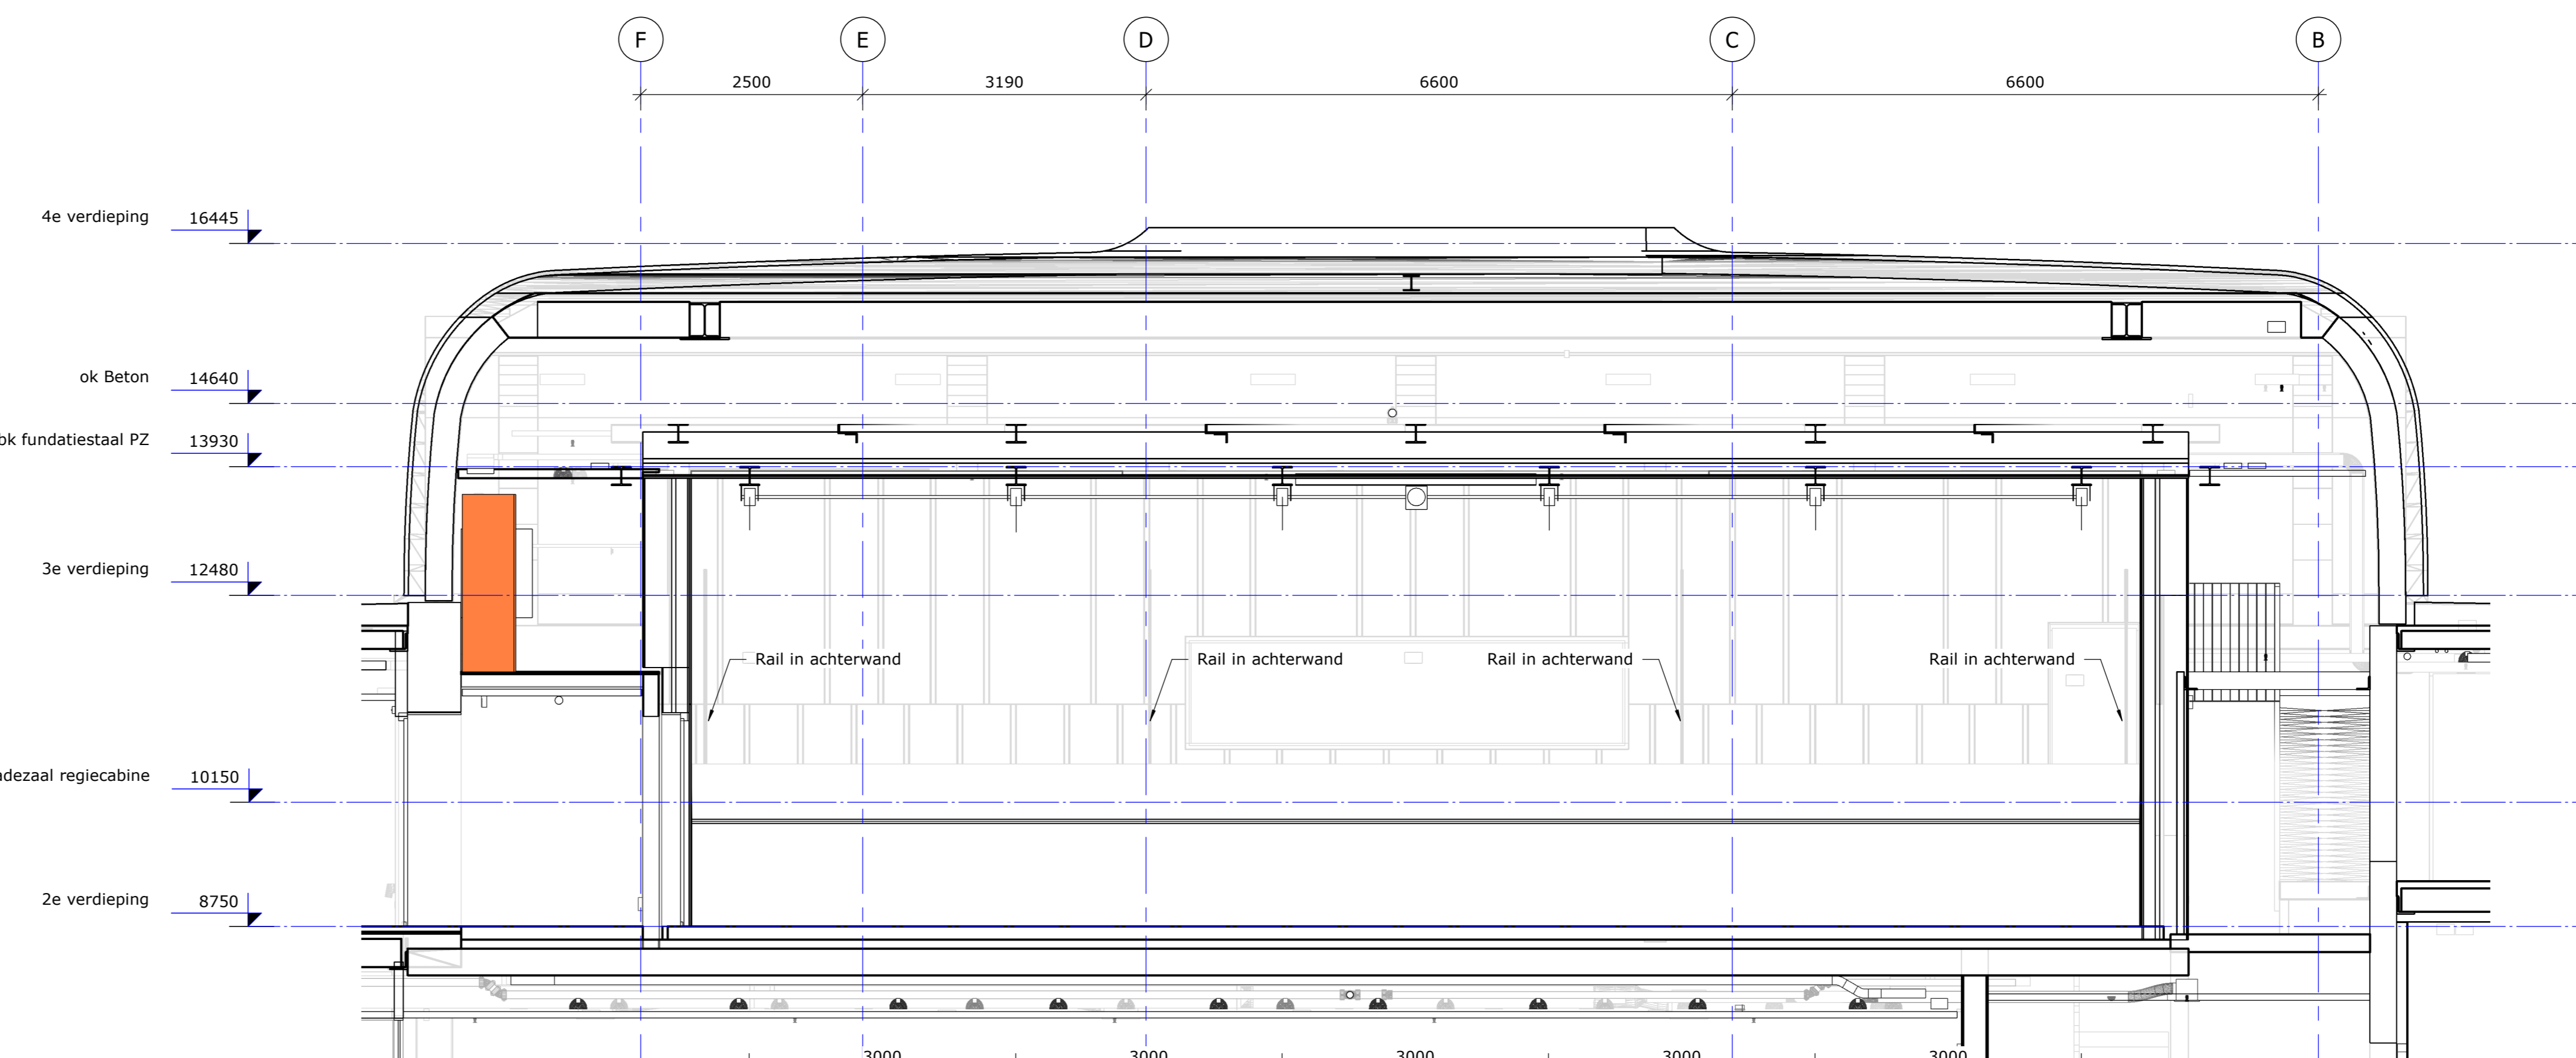 F E D C B
2500 3190 6600 6600
4e verdieping 16445
ok Beton 14640
bk fundatiestaal PZ 13930
3e verdieping 12480
Rail in achterwand Rail in achterwand Rail in achterwand Rail in achterwand
regiecabine 10150
2e verdieping 8750
3000 3000 3000 3000 3000